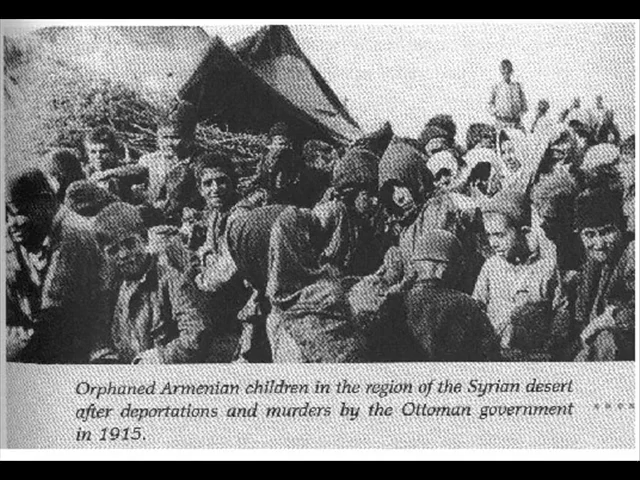 Orphaned Armenian children in the region of the Syrian desert
after deportations and murders by the Ottoman government
in 1915.